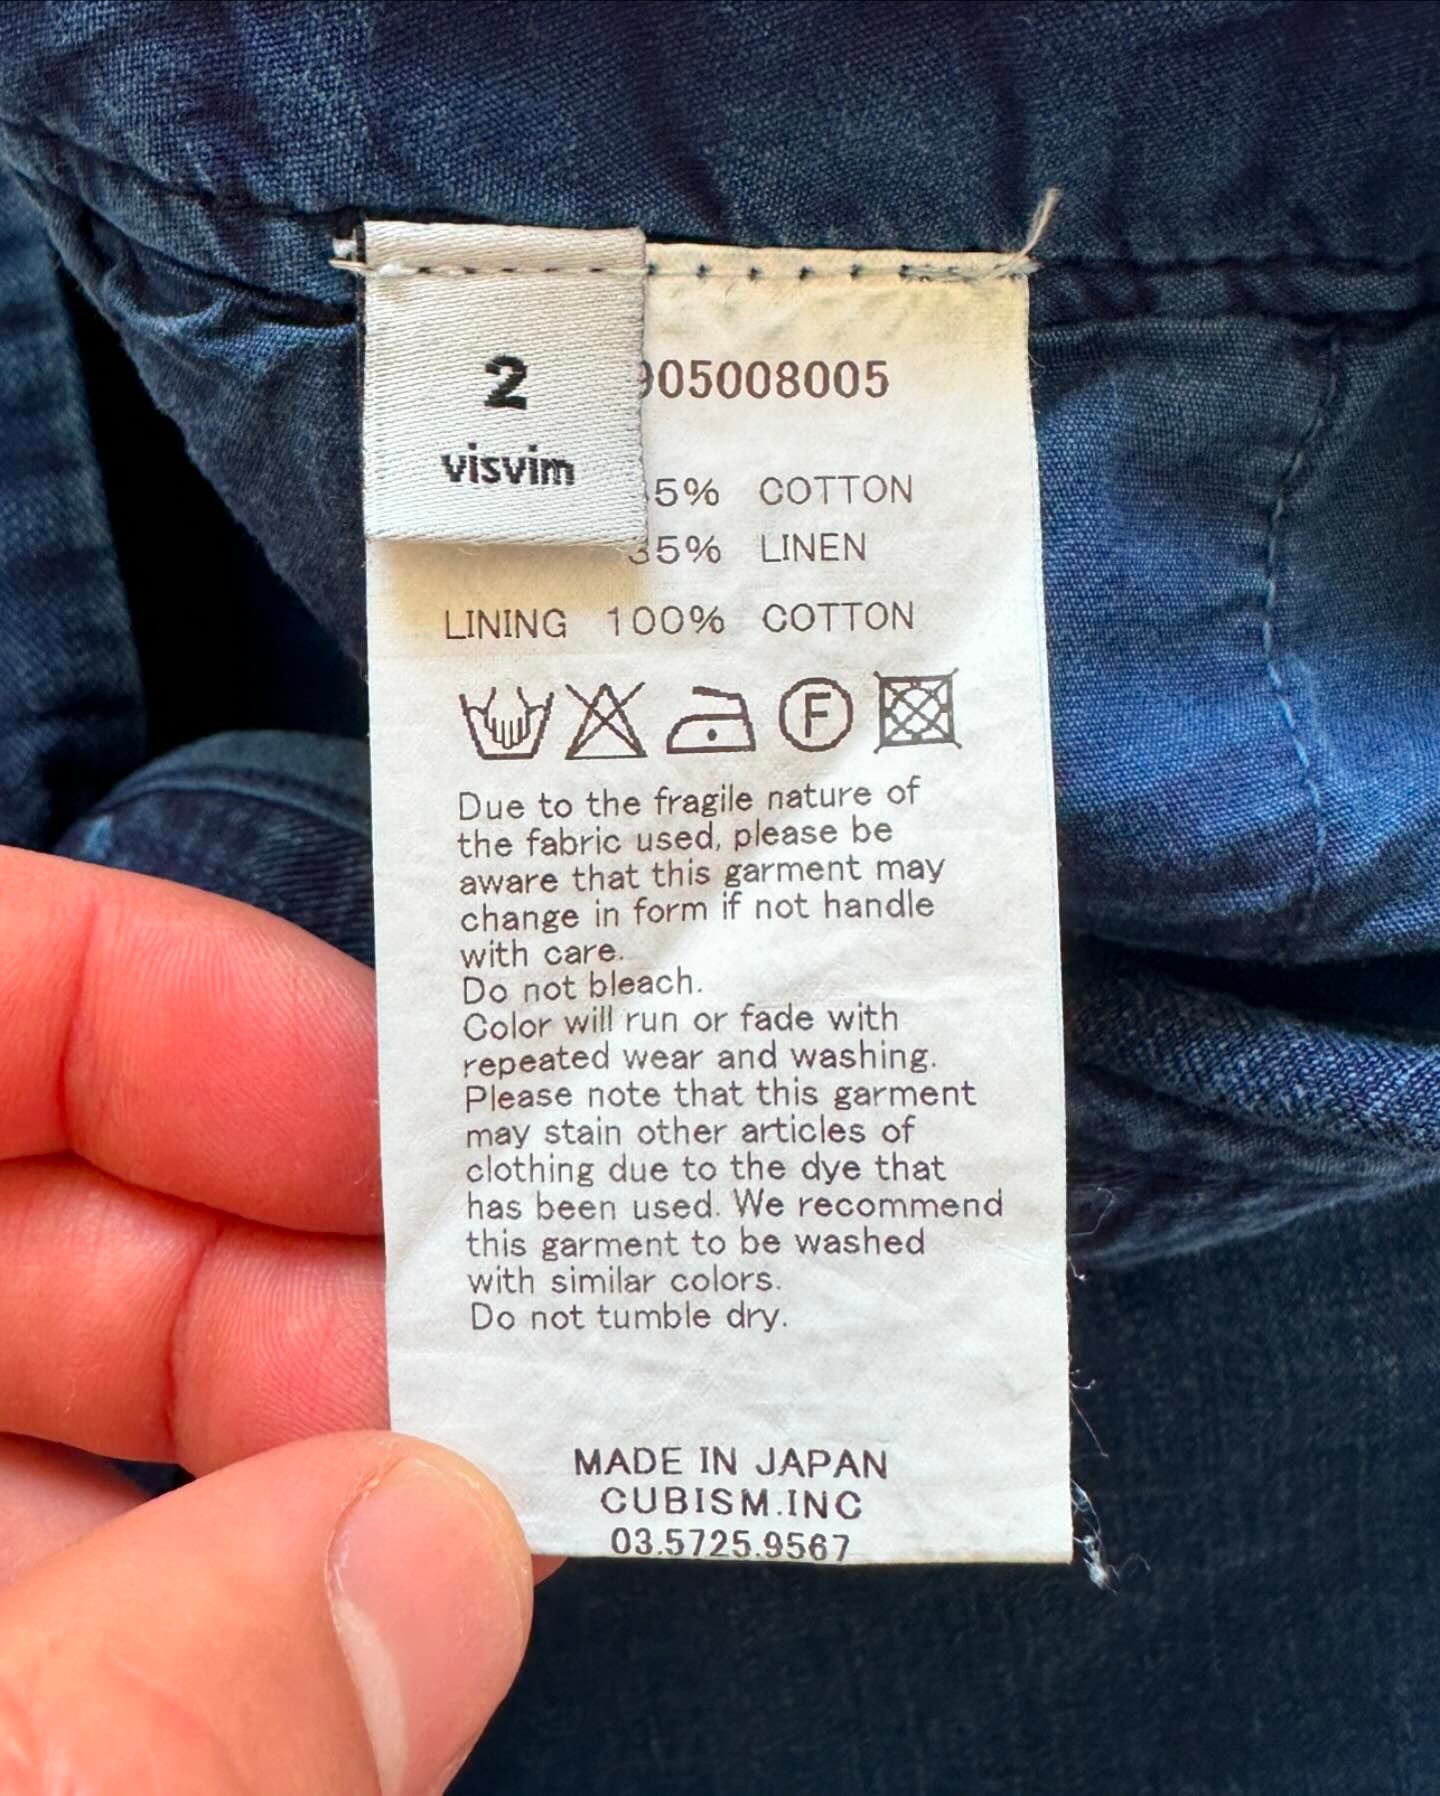 2
visvim
05008005
5% COTTON
35% LINEN
LINING 100% COTTON
F
Due to the fragile nature of
the fabric used, please be
aware that this garment may
change in form if not handle
with care.
Do not bleach.
Color will run or fade with
repeated wear and washing.
Please note that this garment
may stain other articles of
clothing due to the dye that
has been used. We recommend
this garment to be washed
with similar colors.
Do not tumble dry.
MADE IN JAPAN
CUBISM.INC
03.5725.9567